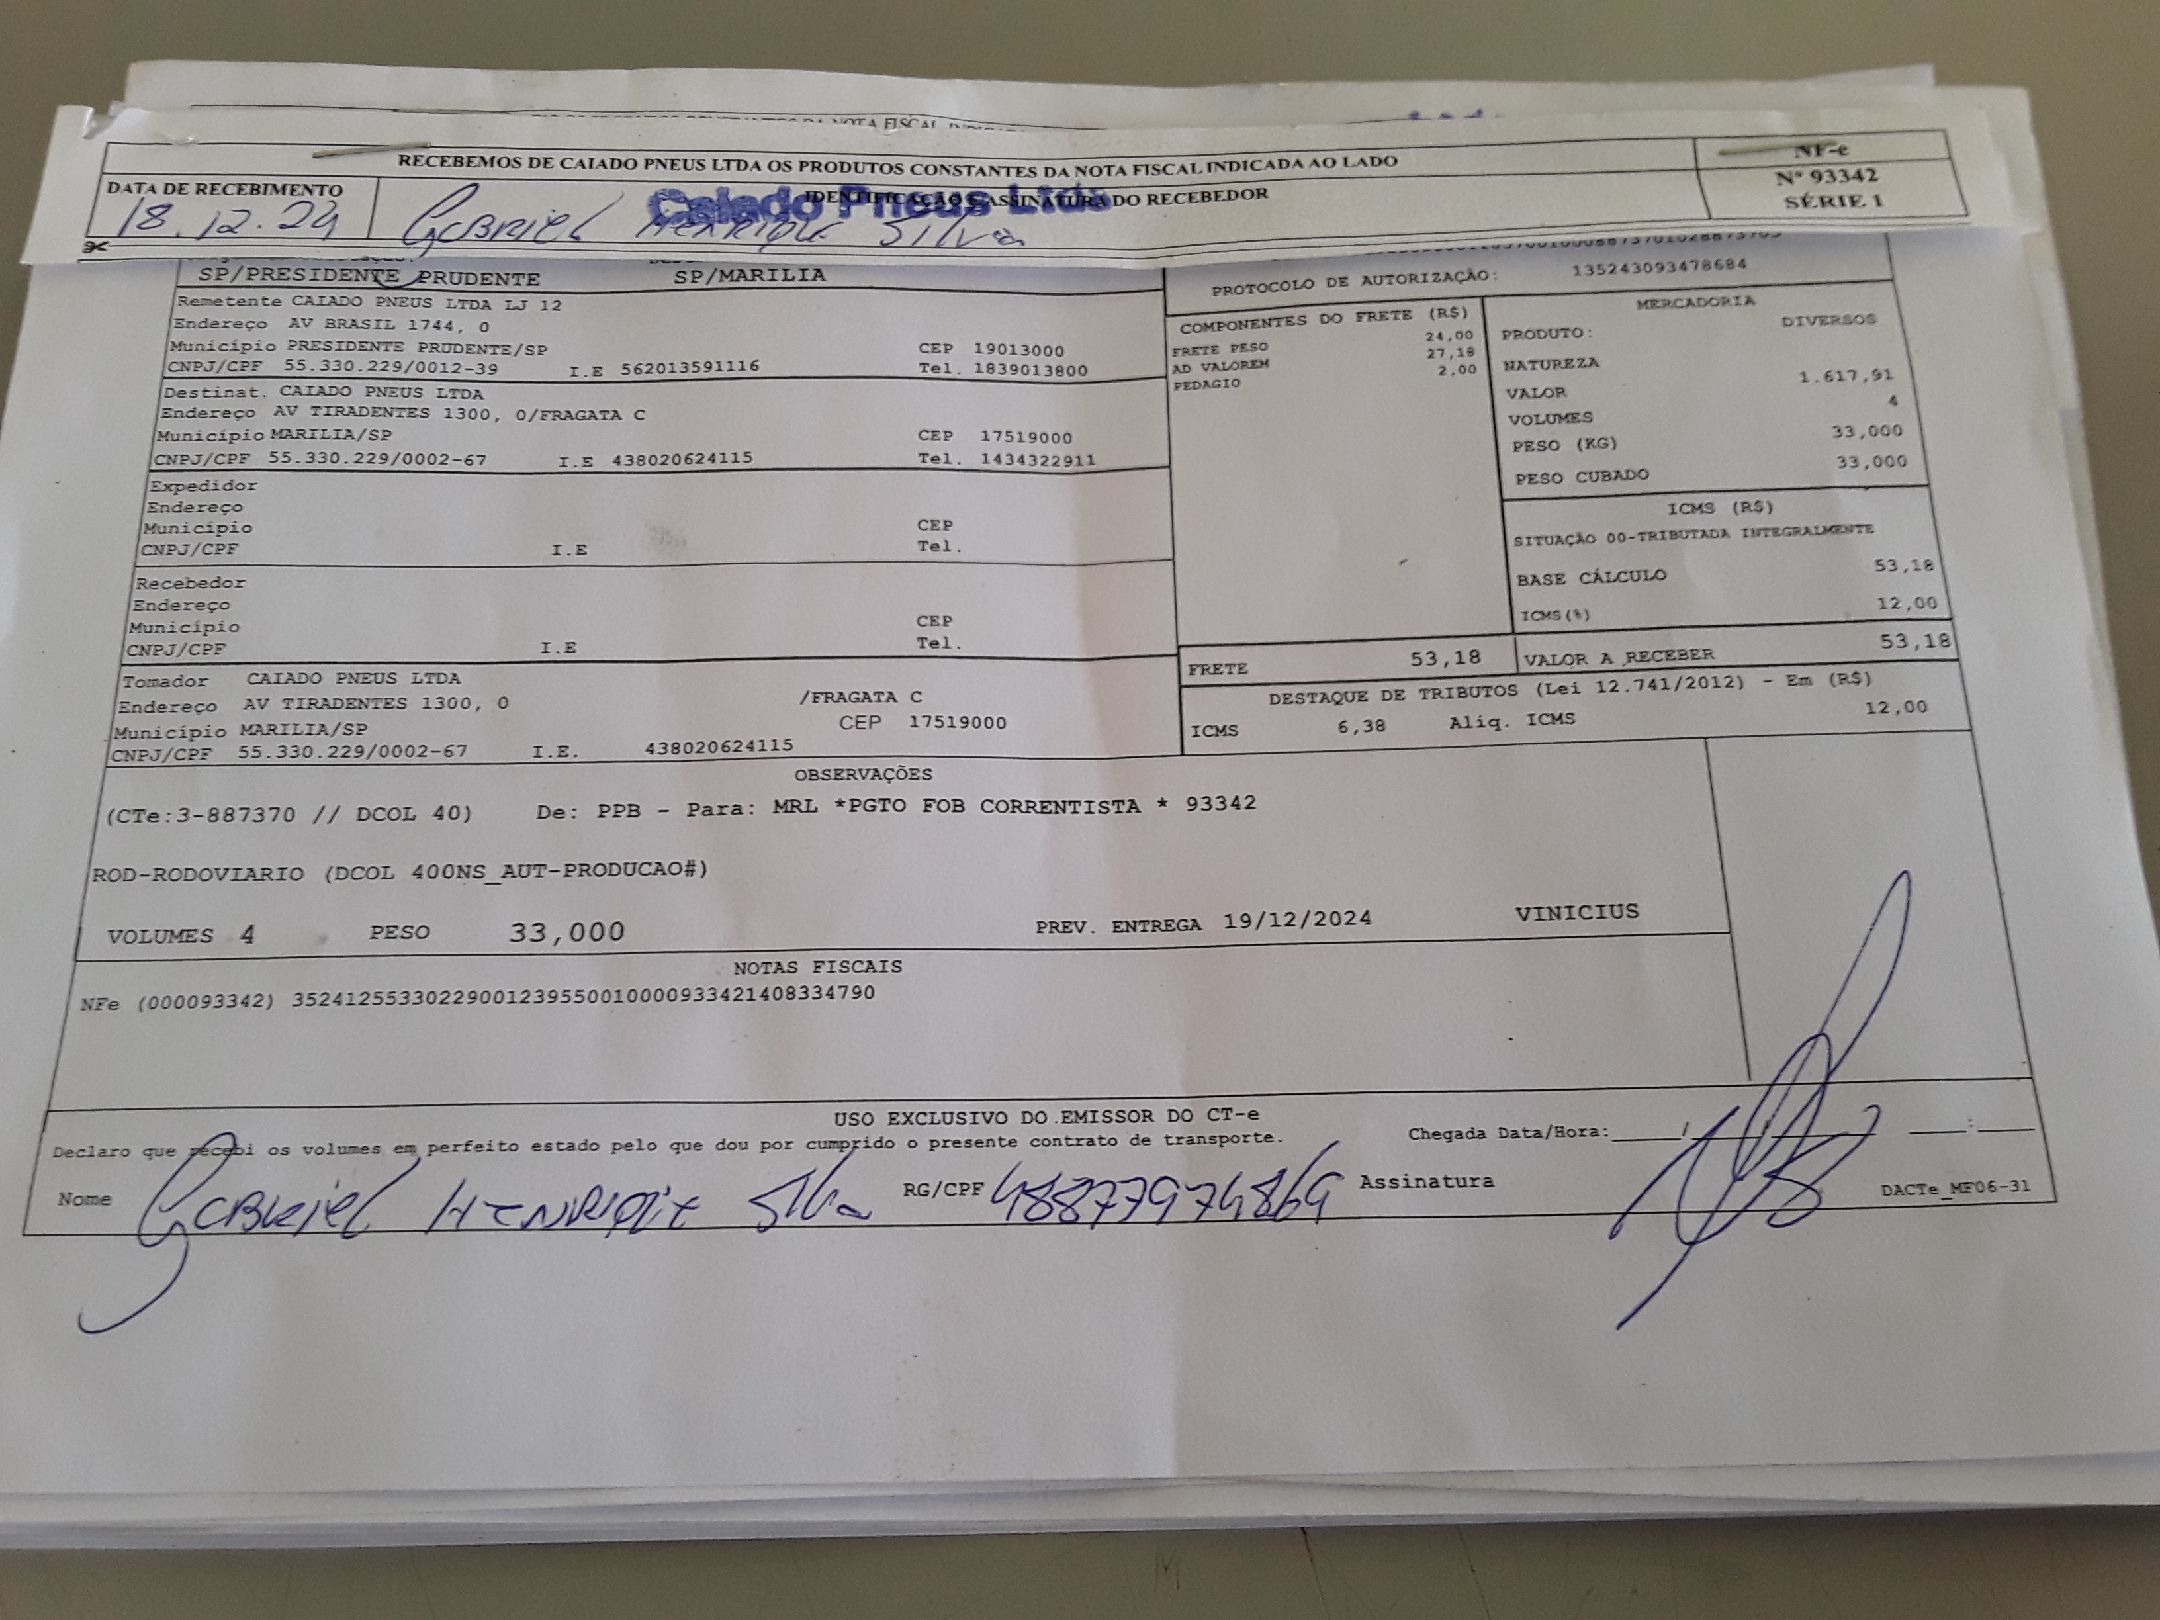 RECEBEMOS DE CAIADO PNEUS LTDA OS PRODUTOS CONSTANTES DA NOTA FISCAL INDICADA AO LADO
NF-e
Nº 93342
SÉRIE 1
DATA DE RECEBIMENTO
18.12.24
IDENTIFICAÇÃO E ASSINATURA DO RECEBEDOR
Caiado Pneus Ltda
Gabriel Henrique Silva
SP/PRESIDENTE PRUDENTE SP/MARILIA
PROTOCOLO DE AUTORIZAÇÃO: 135243093478684
Remetente CAIADO PNEUS LTDA LJ 12
Endereço AV BRASIL 1744, 0
Município PRESIDENTE PRUDENTE/SP CEP 19013000
CNPJ/CPF 55.330.229/0012-39 I.E 562013591116 Tel. 1839013800
Destinat. CAIADO PNEUS LTDA
Endereço AV TIRADENTES 1300, 0/FRAGATA C
Município MARILIA/SP CEP 17519000
CNPJ/CPF 55.330.229/0002-67 I.E 438020624115 Tel. 1434322911
Expedidor
Endereço
Município CEP
CNPJ/CPF I.E Tel.
Recebedor
Endereço
Município CEP
CNPJ/CPF I.E Tel.
Tomador CAIADO PNEUS LTDA
Endereço AV TIRADENTES 1300, 0 /FRAGATA C
Município MARILIA/SP CEP 17519000
CNPJ/CPF 55.330.229/0002-67 I.E. 438020624115
COMPONENTES DO FRETE (R$)
FRETE PESO 24,00
AD VALOREM 27,18
PEDAGIO 2,00
MERCADORIA
PRODUTO: DIVERSOS
NATUREZA
VALOR 1.617,91
VOLUMES 4
PESO (KG) 33,000
PESO CUBADO 33,000
ICMS (R$)
SITUAÇÃO 00-TRIBUTADA INTEGRALMENTE
BASE CÁLCULO 53,18
ICMS(%) 12,00
FRETE 53,18 VALOR A RECEBER 53,18
DESTAQUE DE TRIBUTOS (Lei 12.741/2012) - Em (R$)
ICMS 6,38 Aliq. ICMS 12,00
OBSERVAÇÕES
(CTe:3-887370 // DCOL 40) De: PPB - Para: MRL *PGTO FOB CORRENTISTA * 93342
ROD-RODOVIARIO (DCOL 400NS_AUT-PRODUCAO#)
VOLUMES 4 PESO 33,000 PREV. ENTREGA 19/12/2024 VINICIUS
NOTAS FISCAIS
NFe (000093342) 35241255330229001239550010000933421408334790
USO EXCLUSIVO DO EMISSOR DO CT-e
Declaro que recebi os volumes em perfeito estado pelo que dou por cumprido o presente contrato de transporte. Chegada Data/Hora:
Nome Gabriel Henrique Silva RG/CPF 48877974869 Assinatura
DACTe_MF06-31